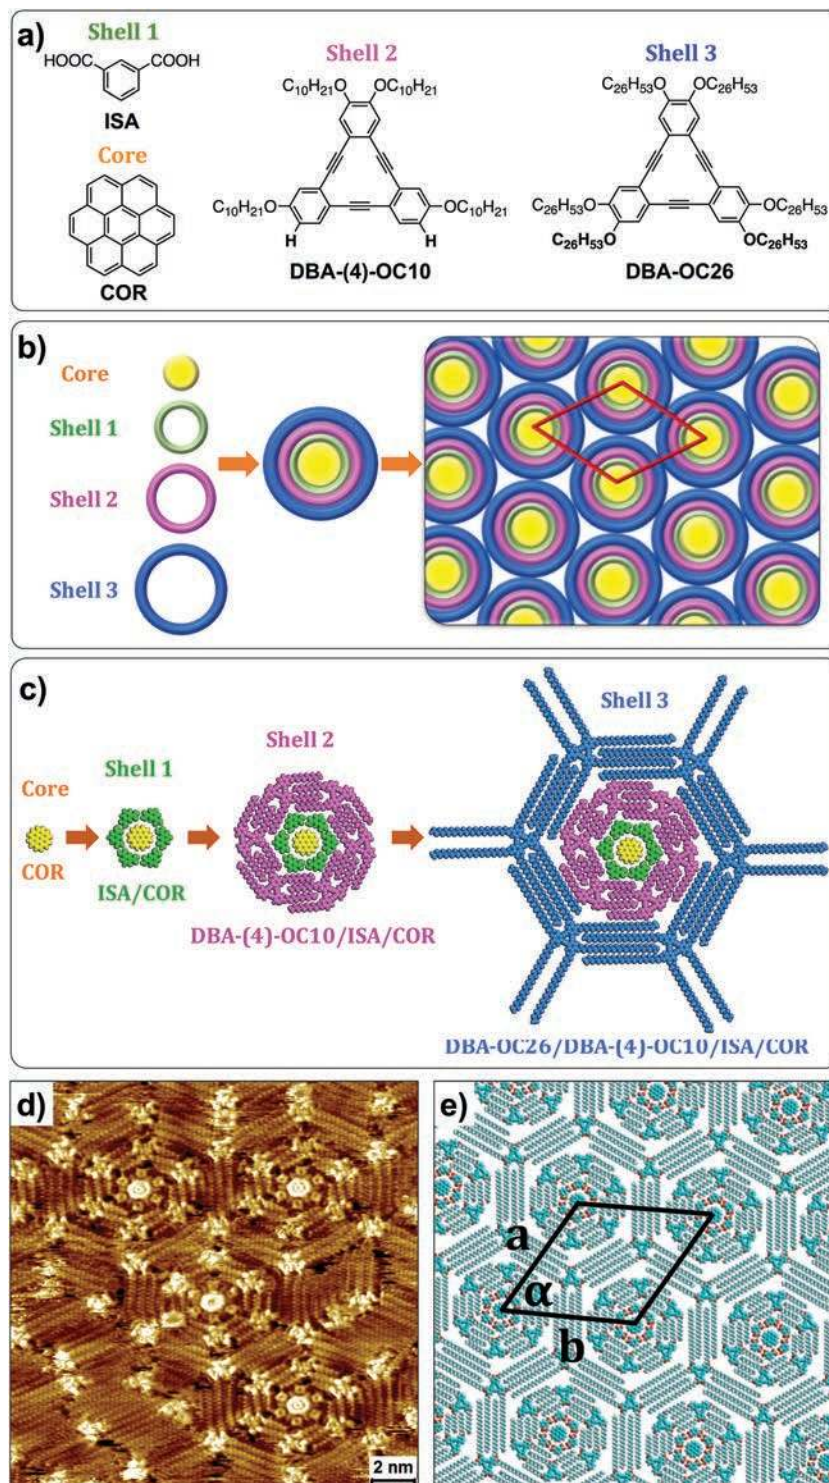 a)
Shell 1
HOOC COOH
ISA
Core
COR
Shell 2
C10H21O OC10H21
C10H21O OC10H21
H H
DBA-(4)-OC10
Shell 3
C26H53O OC26H53
C26H53O OC26H53
C26H53O OC26H53
DBA-OC26
b)
Core
Shell 1
Shell 2
Shell 3
c)
Core
COR
Shell 1
ISA/COR
Shell 2
DBA-(4)-OC10/ISA/COR
Shell 3
DBA-OC26/DBA-(4)-OC10/ISA/COR
d)
2 nm
e)
a
α
b